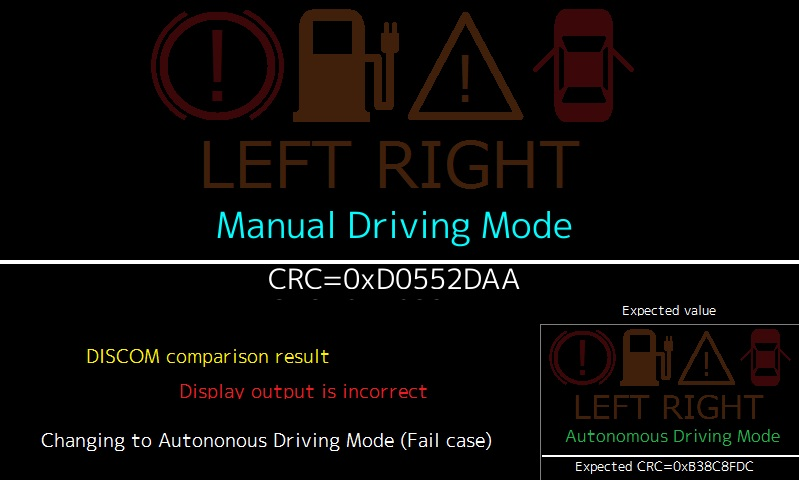 LEFT RIGHT
Manual Driving Mode
CRC=0xD0552DAA
Expected value
DISCOM comparison result
Display output is incorrect
Changing to Autononous Driving Mode (Fail case)
LEFT RIGHT
Autonomous Driving Mode
Expected CRC=0xB38C8FDC